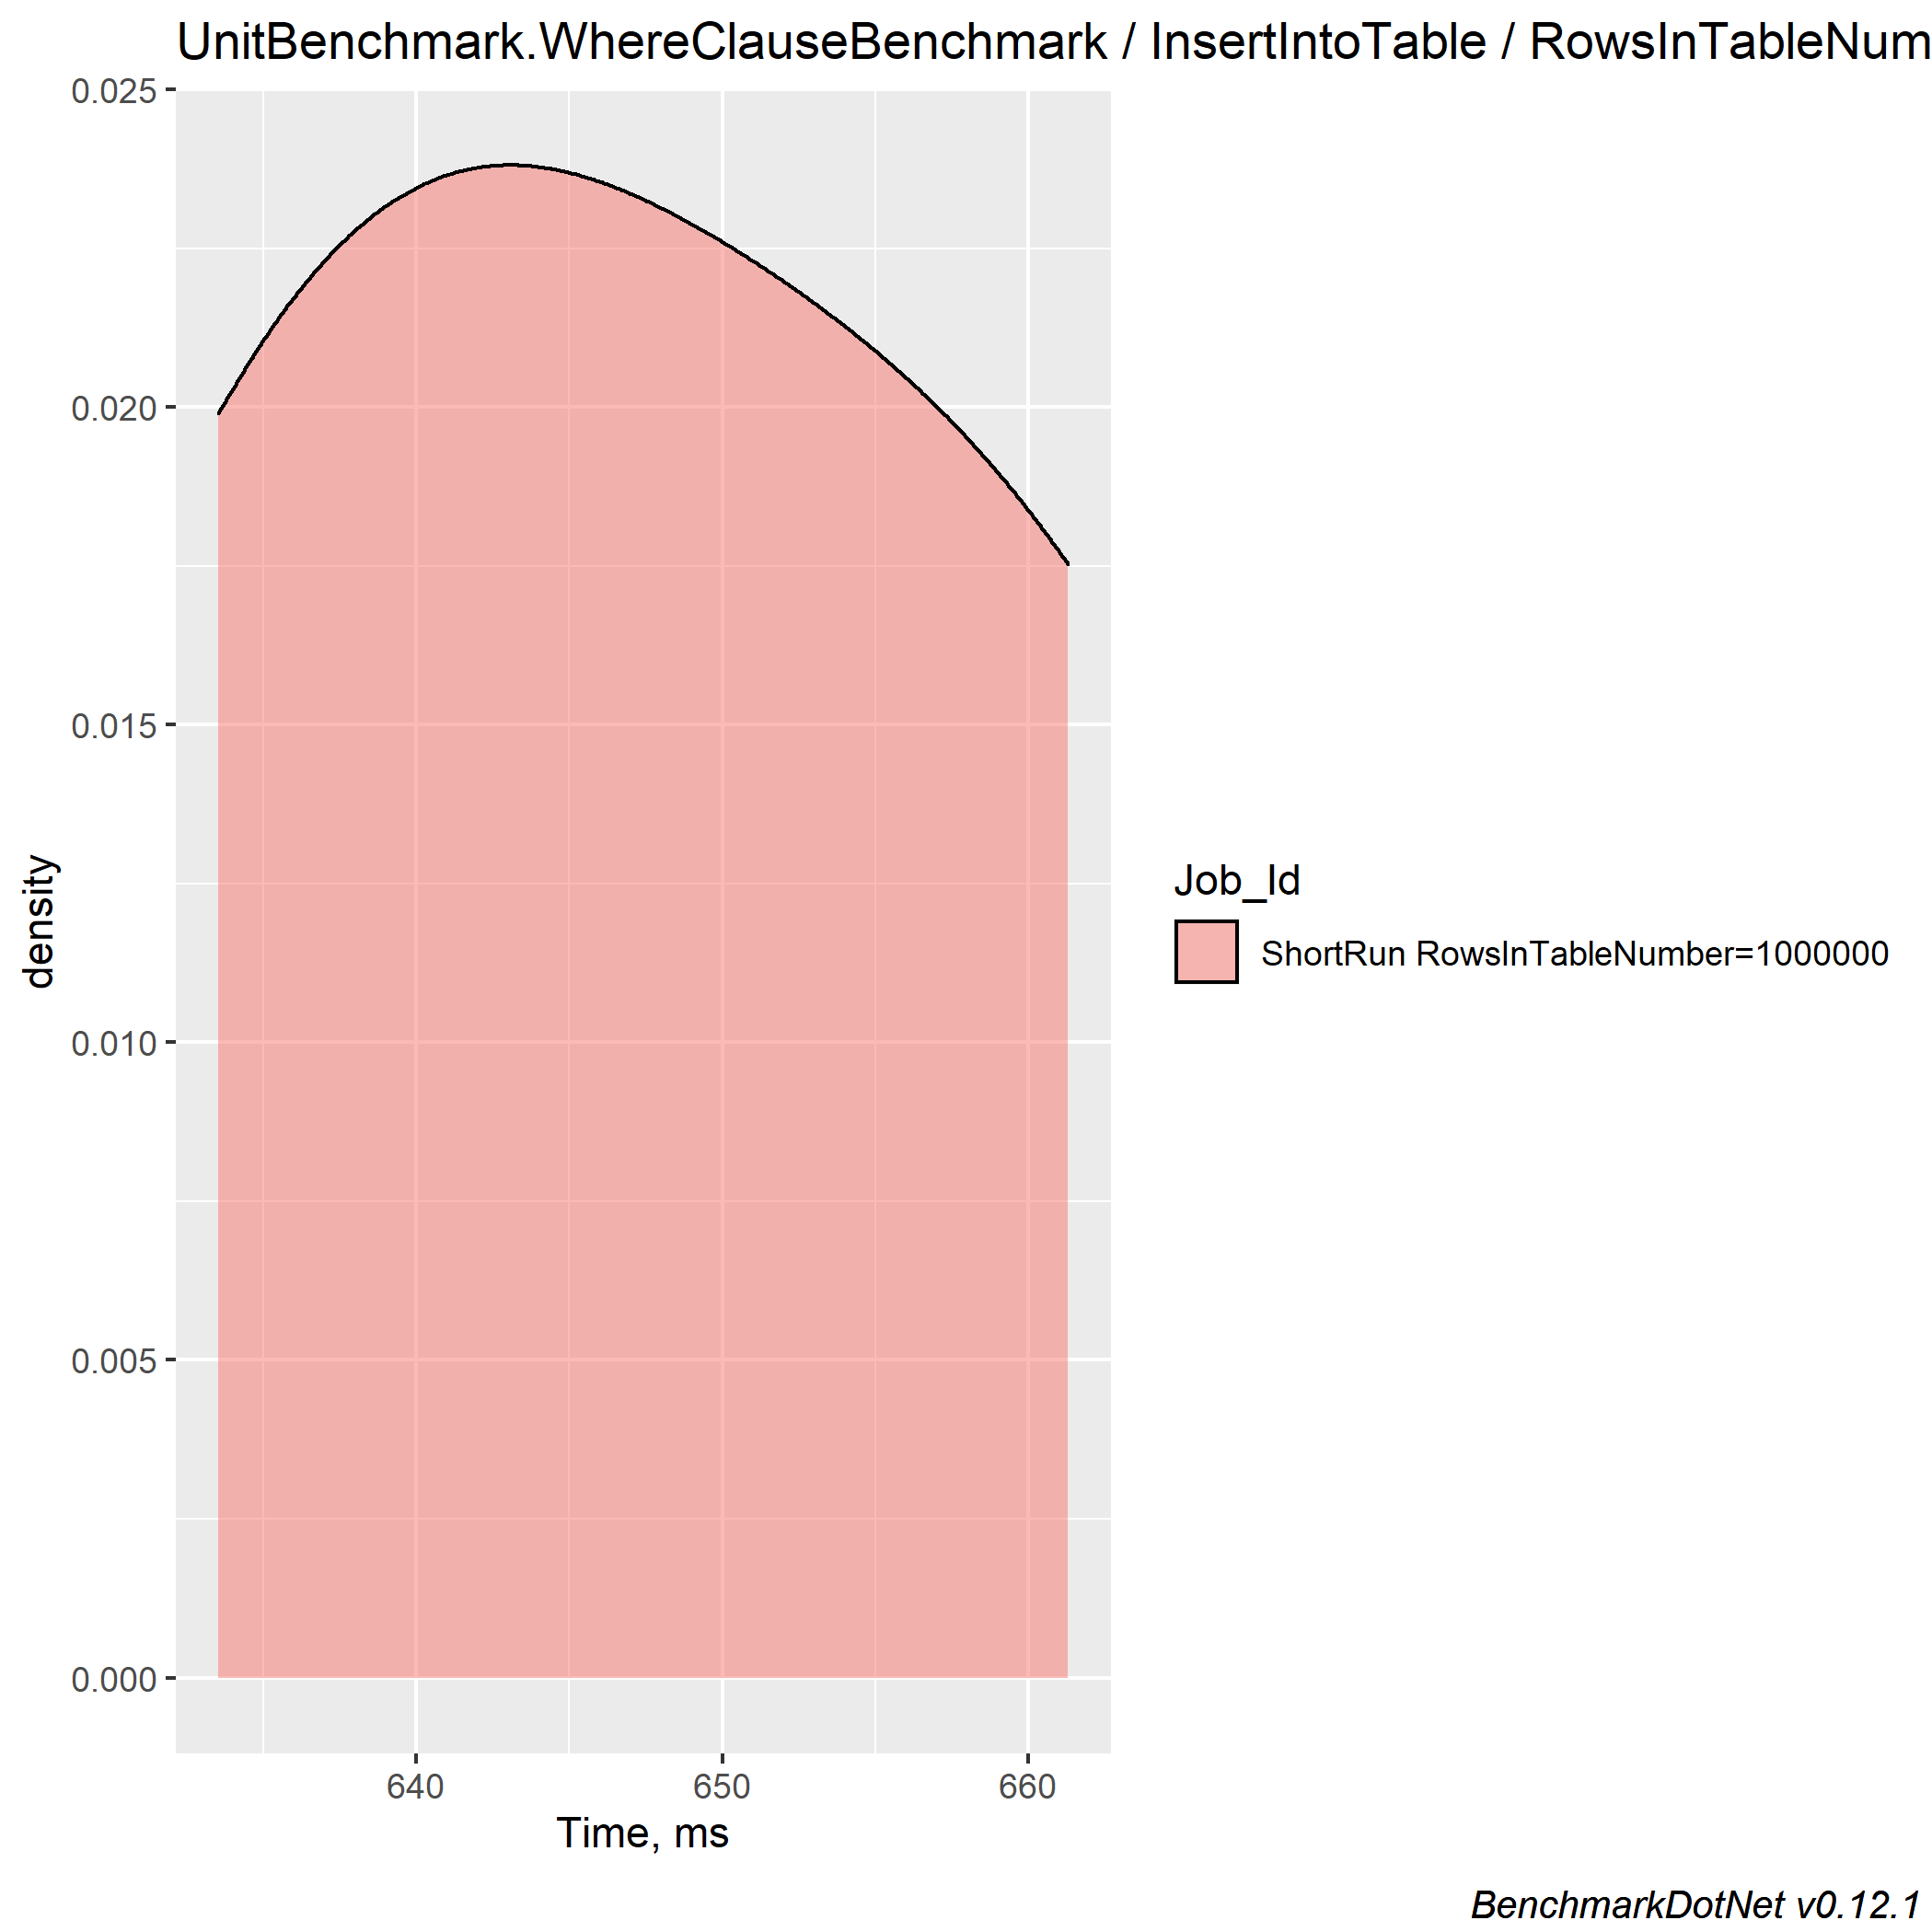 UnitBenchmark.WhereClauseBenchmark / InsertIntoTable / RowsInTableNum
0.025
0.020
0.015
0.010
0.005
0.000
density
640 650 660
Time, ms
Job_Id
ShortRun RowsInTableNumber=1000000
BenchmarkDotNet v0.12.1